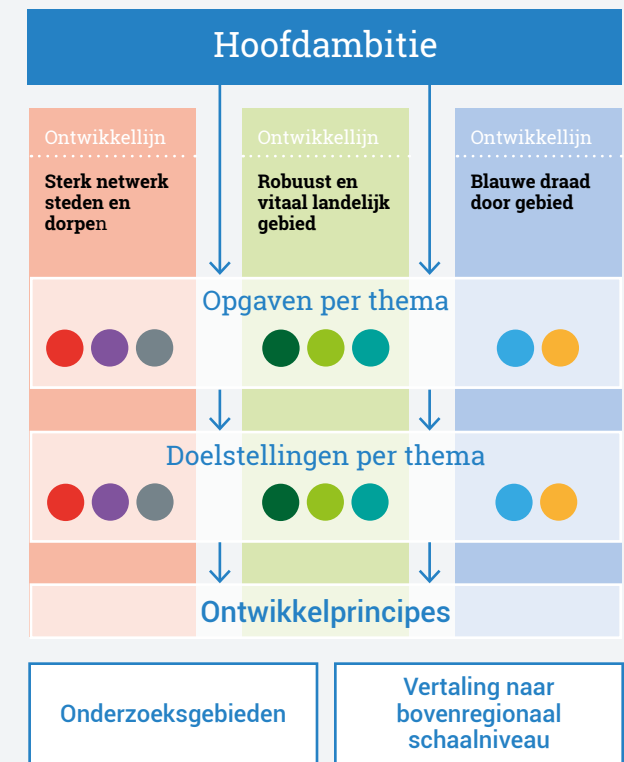 Hoofdambitie
Ontwikkellijn
Sterk netwerk
steden en
dorpen
Ontwikkellijn
Robuust en
vitaal landelijk
gebied
Ontwikkellijn
Blauwe draad
door gebied
Opgaven per thema
Doelstellingen per thema
Ontwikkelprincipes
Onderzoeksgebieden
Vertaling naar
bovenregionaal
schaalniveau